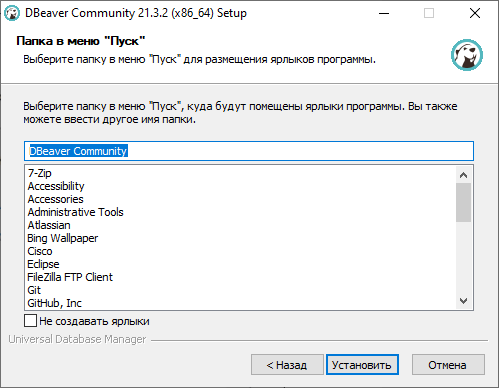 DBeaver Community 21.3.2 (x86_64) Setup
Папка в меню "Пуск"
Выберите папку в меню "Пуск" для размещения ярлыков программы.
Выберите папку в меню "Пуск", куда будут помещены ярлыки программы. Вы также
можете ввести другое имя папки.
DBeaver Community
7-Zip
Accessibility
Accessories
Administrative Tools
Atlassian
Bing Wallpaper
Cisco
Eclipse
FileZilla FTP Client
Git
GitHub, Inc
Не создавать ярлыки
Universal Database Manager
< Назад
Установить
Отмена